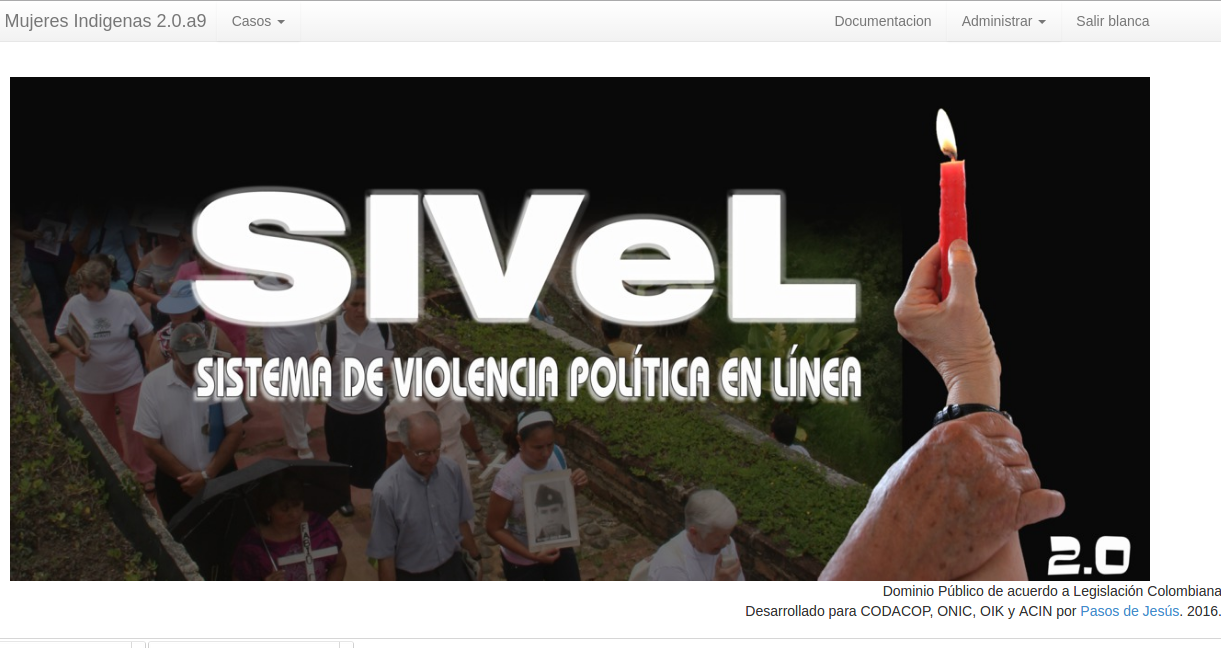 Mujeres Indigenas 2.0.a9 Casos Documentacion Administrar Salir blanca
SIVeL
SISTEMA DE VIOLENCIA POLÍTICA EN LÍNEA
2.0
Dominio Público de acuerdo a Legislación Colombiana
Desarrollado para CODACOP, ONIC, OIK y ACIN por Pasos de Jesús. 2016.